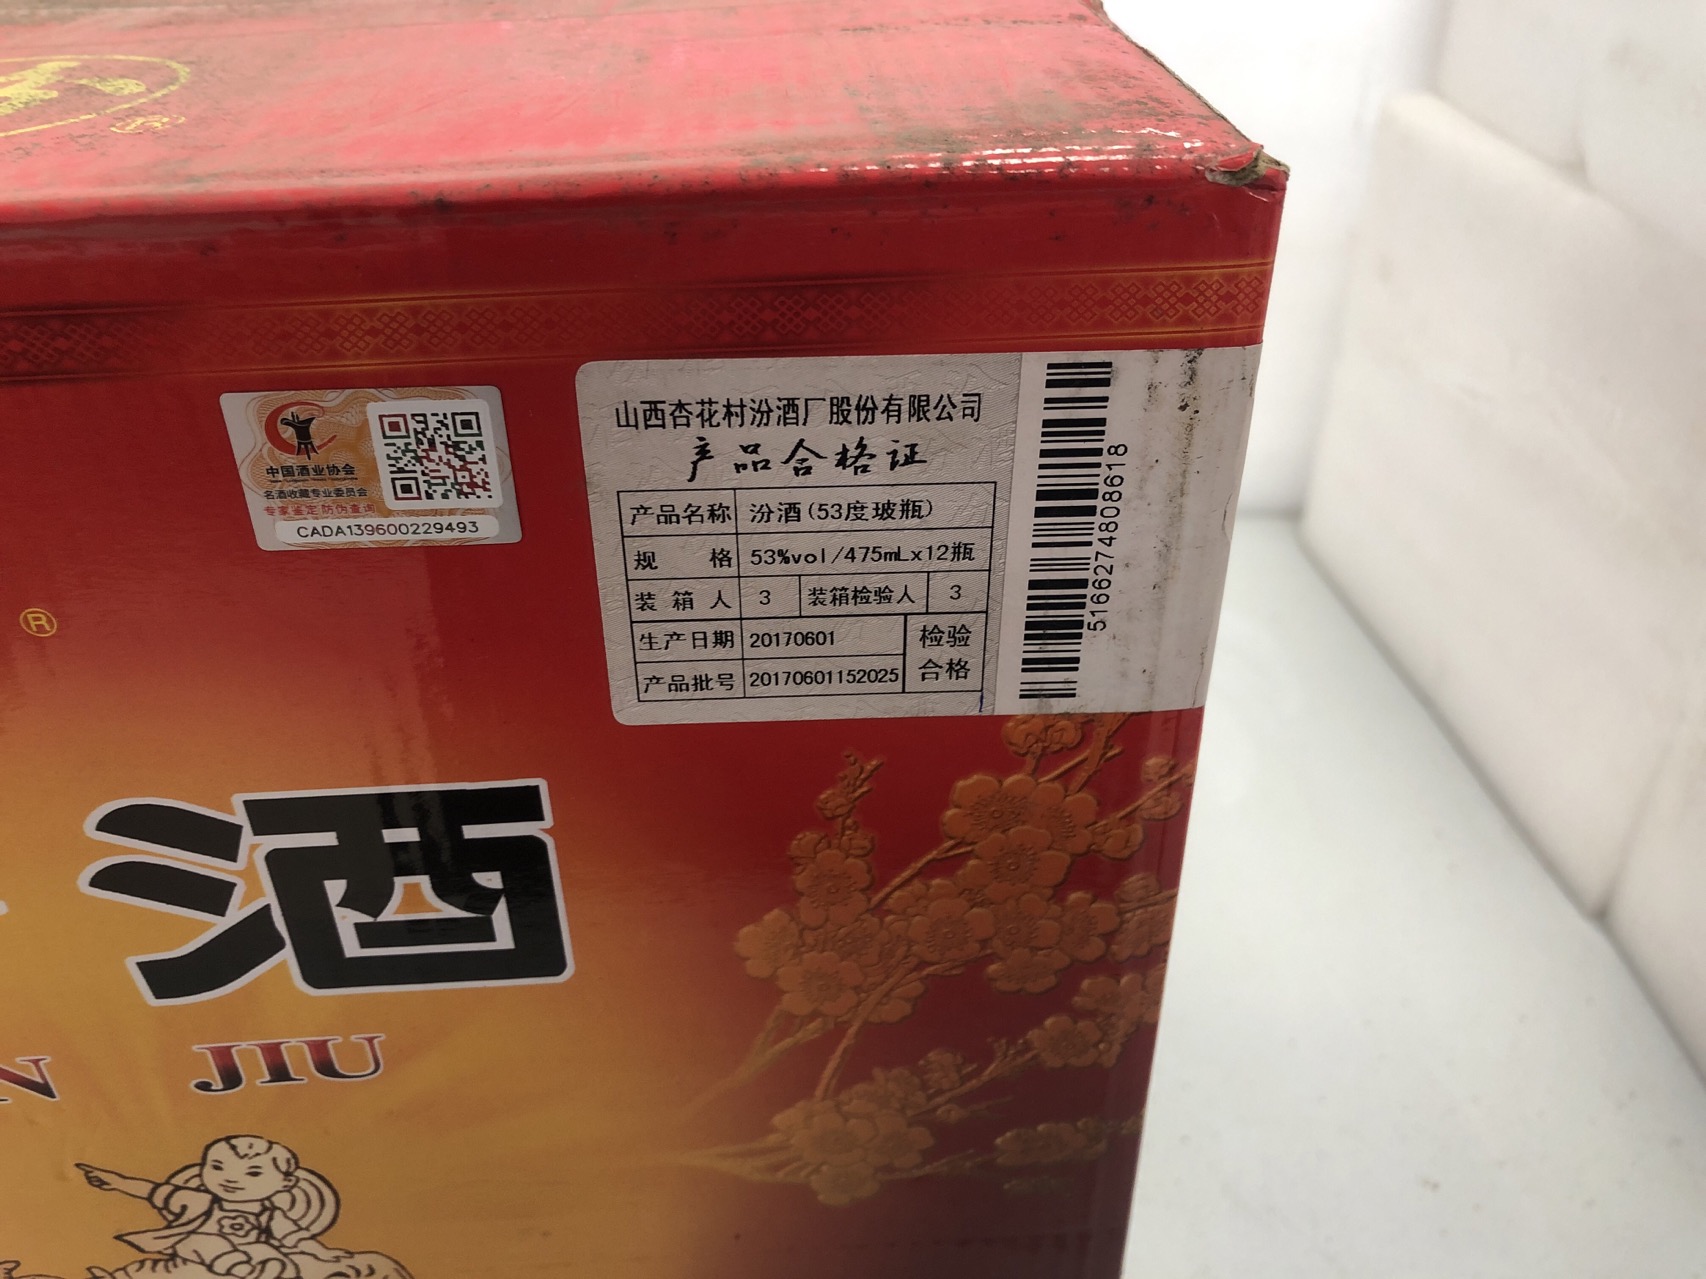 中国酒业协会
名酒收藏专业委员会
专家鉴定 防伪查询
CADA139600229493
山西杏花村汾酒厂股份有限公司
产品合格证
产品名称 汾酒(53度玻瓶)
规 格 53%vol/475mLx12瓶
装箱人 3 装箱检验人 3
生产日期 20170601 检验
产品批号 20170601152025 合格
5166274808618
®
酒
N JIU